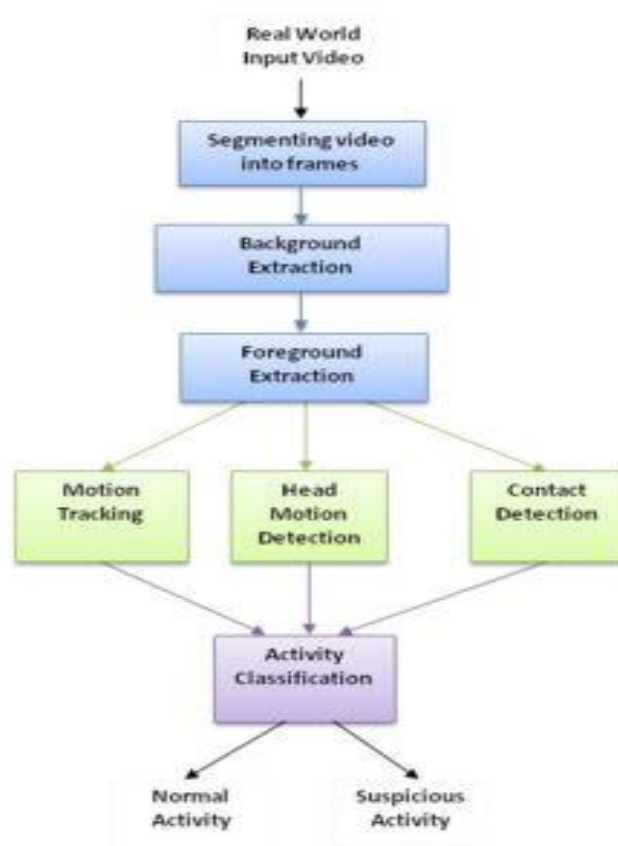 Real World
Input Video
Segmenting video
into frames
Background
Extraction
Foreground
Extraction
Motion
Tracking
Head
Motion
Detection
Contact
Detection
Activity
Classification
Normal
Activity
Suspicious
Activity